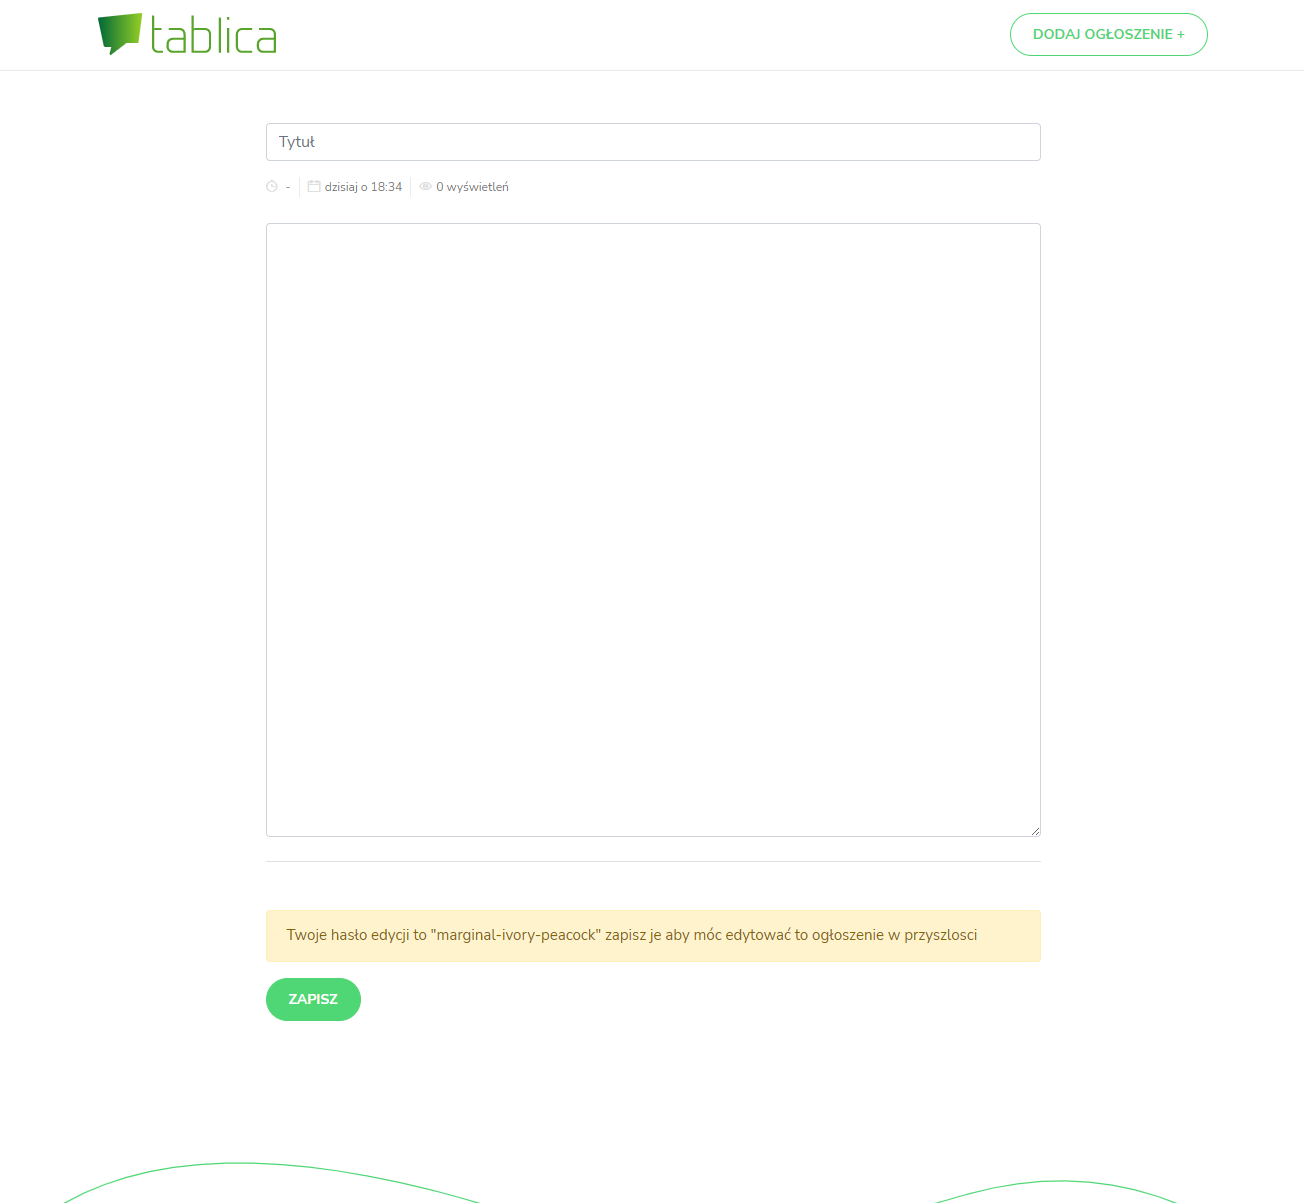 tablica
DODAJ OGŁOSZENIE +
Tytuł
- dzisiaj o 18:34 0 wyświetleń
Twoje hasło edycji to "marginal-ivory-peacock" zapisz je aby móc edytować to ogłoszenie w przyszlosci
ZAPISZ